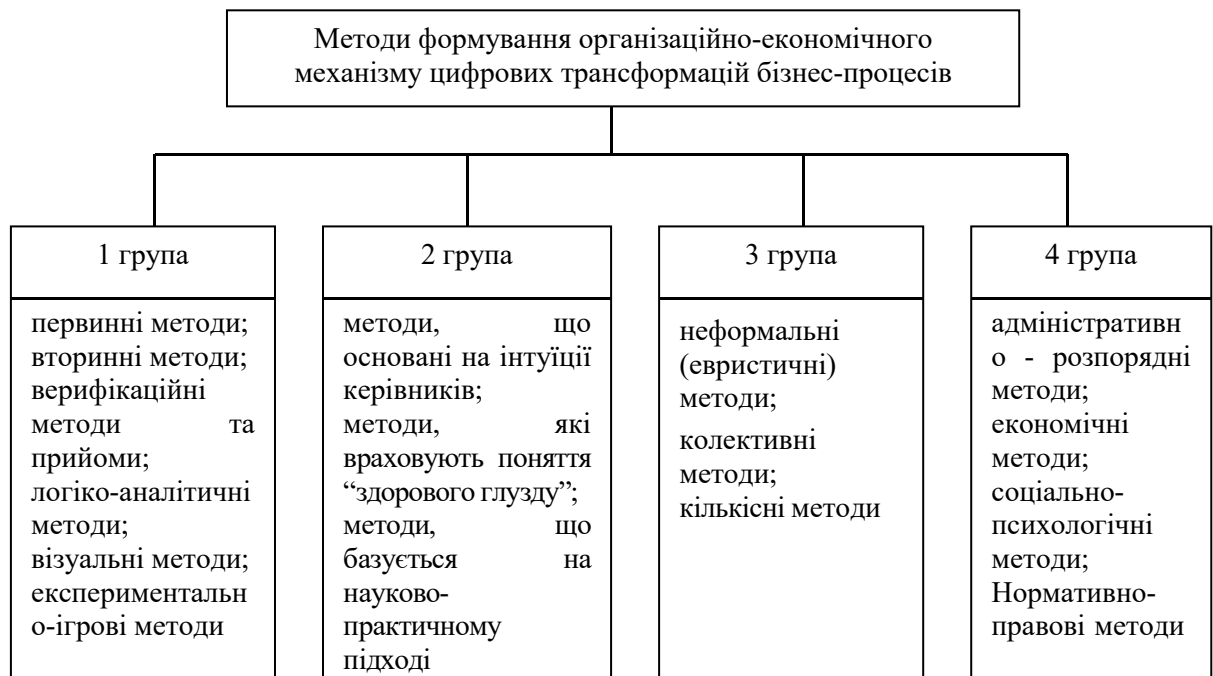 Методи формування організаційно-економічного
механізму цифрових трансформацій бізнес-процесів
1 група
первинні методи;
вторинні методи;
верифікаційні
методи та
прийоми;
логіко-аналітичні
методи;
візуальні методи;
експериментальн
о-ігрові методи
2 група
методи, що
основані на інтуїції
керівників;
методи, які
враховують поняття
“здорового глузду”;
методи, що
базується на
науково-
практичному
підході
3 група
неформальні
(евристичні)
методи;
колективні
методи;
кількісні методи
4 група
адміністративн
о - розпорядні
методи;
економічні
методи;
соціально-
психологічні
методи;
Нормативно-
правові методи